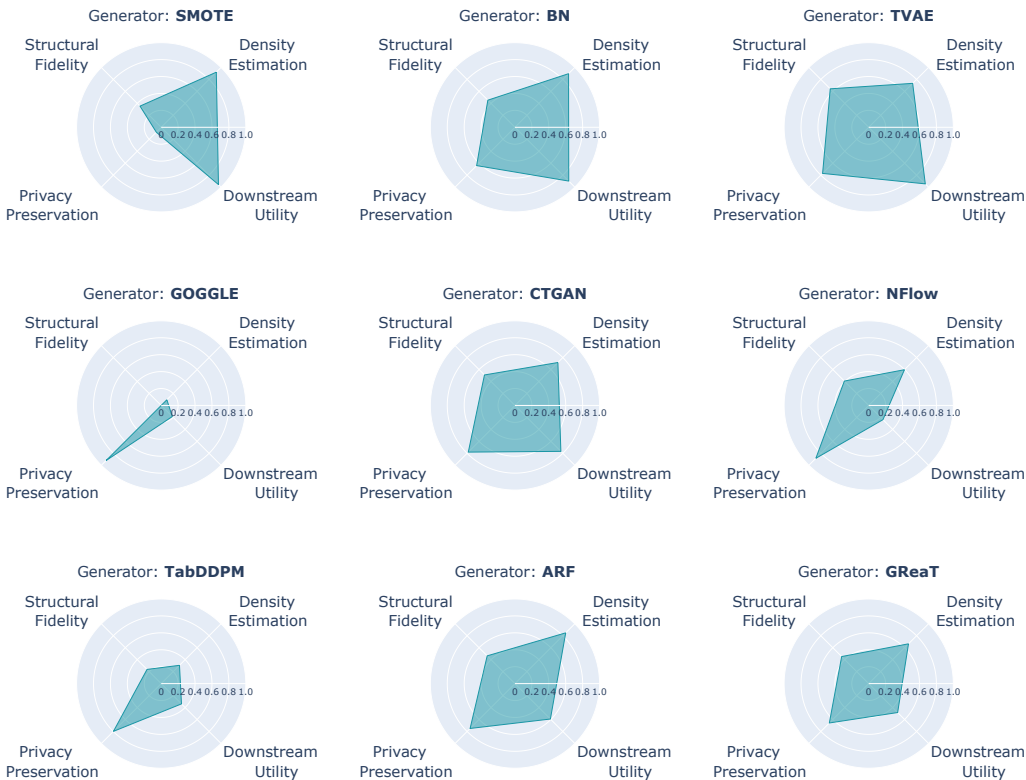 Generator: SMOTE
Structural
Fidelity
Density
Estimation
0 0.2 0.4 0.6 0.8 1.0
Privacy
Preservation
Downstream
Utility
Generator: BN
Structural
Fidelity
Density
Estimation
0 0.2 0.4 0.6 0.8 1.0
Privacy
Preservation
Downstream
Utility
Generator: TVAE
Structural
Fidelity
Density
Estimation
0 0.2 0.4 0.6 0.8 1.0
Privacy
Preservation
Downstream
Utility
Generator: GOGGLE
Structural
Fidelity
Density
Estimation
0 0.2 0.4 0.6 0.8 1.0
Privacy
Preservation
Downstream
Utility
Generator: CTGAN
Structural
Fidelity
Density
Estimation
0 0.2 0.4 0.6 0.8 1.0
Privacy
Preservation
Downstream
Utility
Generator: NFlow
Structural
Fidelity
Density
Estimation
0 0.2 0.4 0.6 0.8 1.0
Privacy
Preservation
Downstream
Utility
Generator: TabDDPM
Structural
Fidelity
Density
Estimation
0 0.2 0.4 0.6 0.8 1.0
Privacy
Preservation
Downstream
Utility
Generator: ARF
Structural
Fidelity
Density
Estimation
0 0.2 0.4 0.6 0.8 1.0
Privacy
Preservation
Downstream
Utility
Generator: GReaT
Structural
Fidelity
Density
Estimation
0 0.2 0.4 0.6 0.8 1.0
Privacy
Preservation
Downstream
Utility